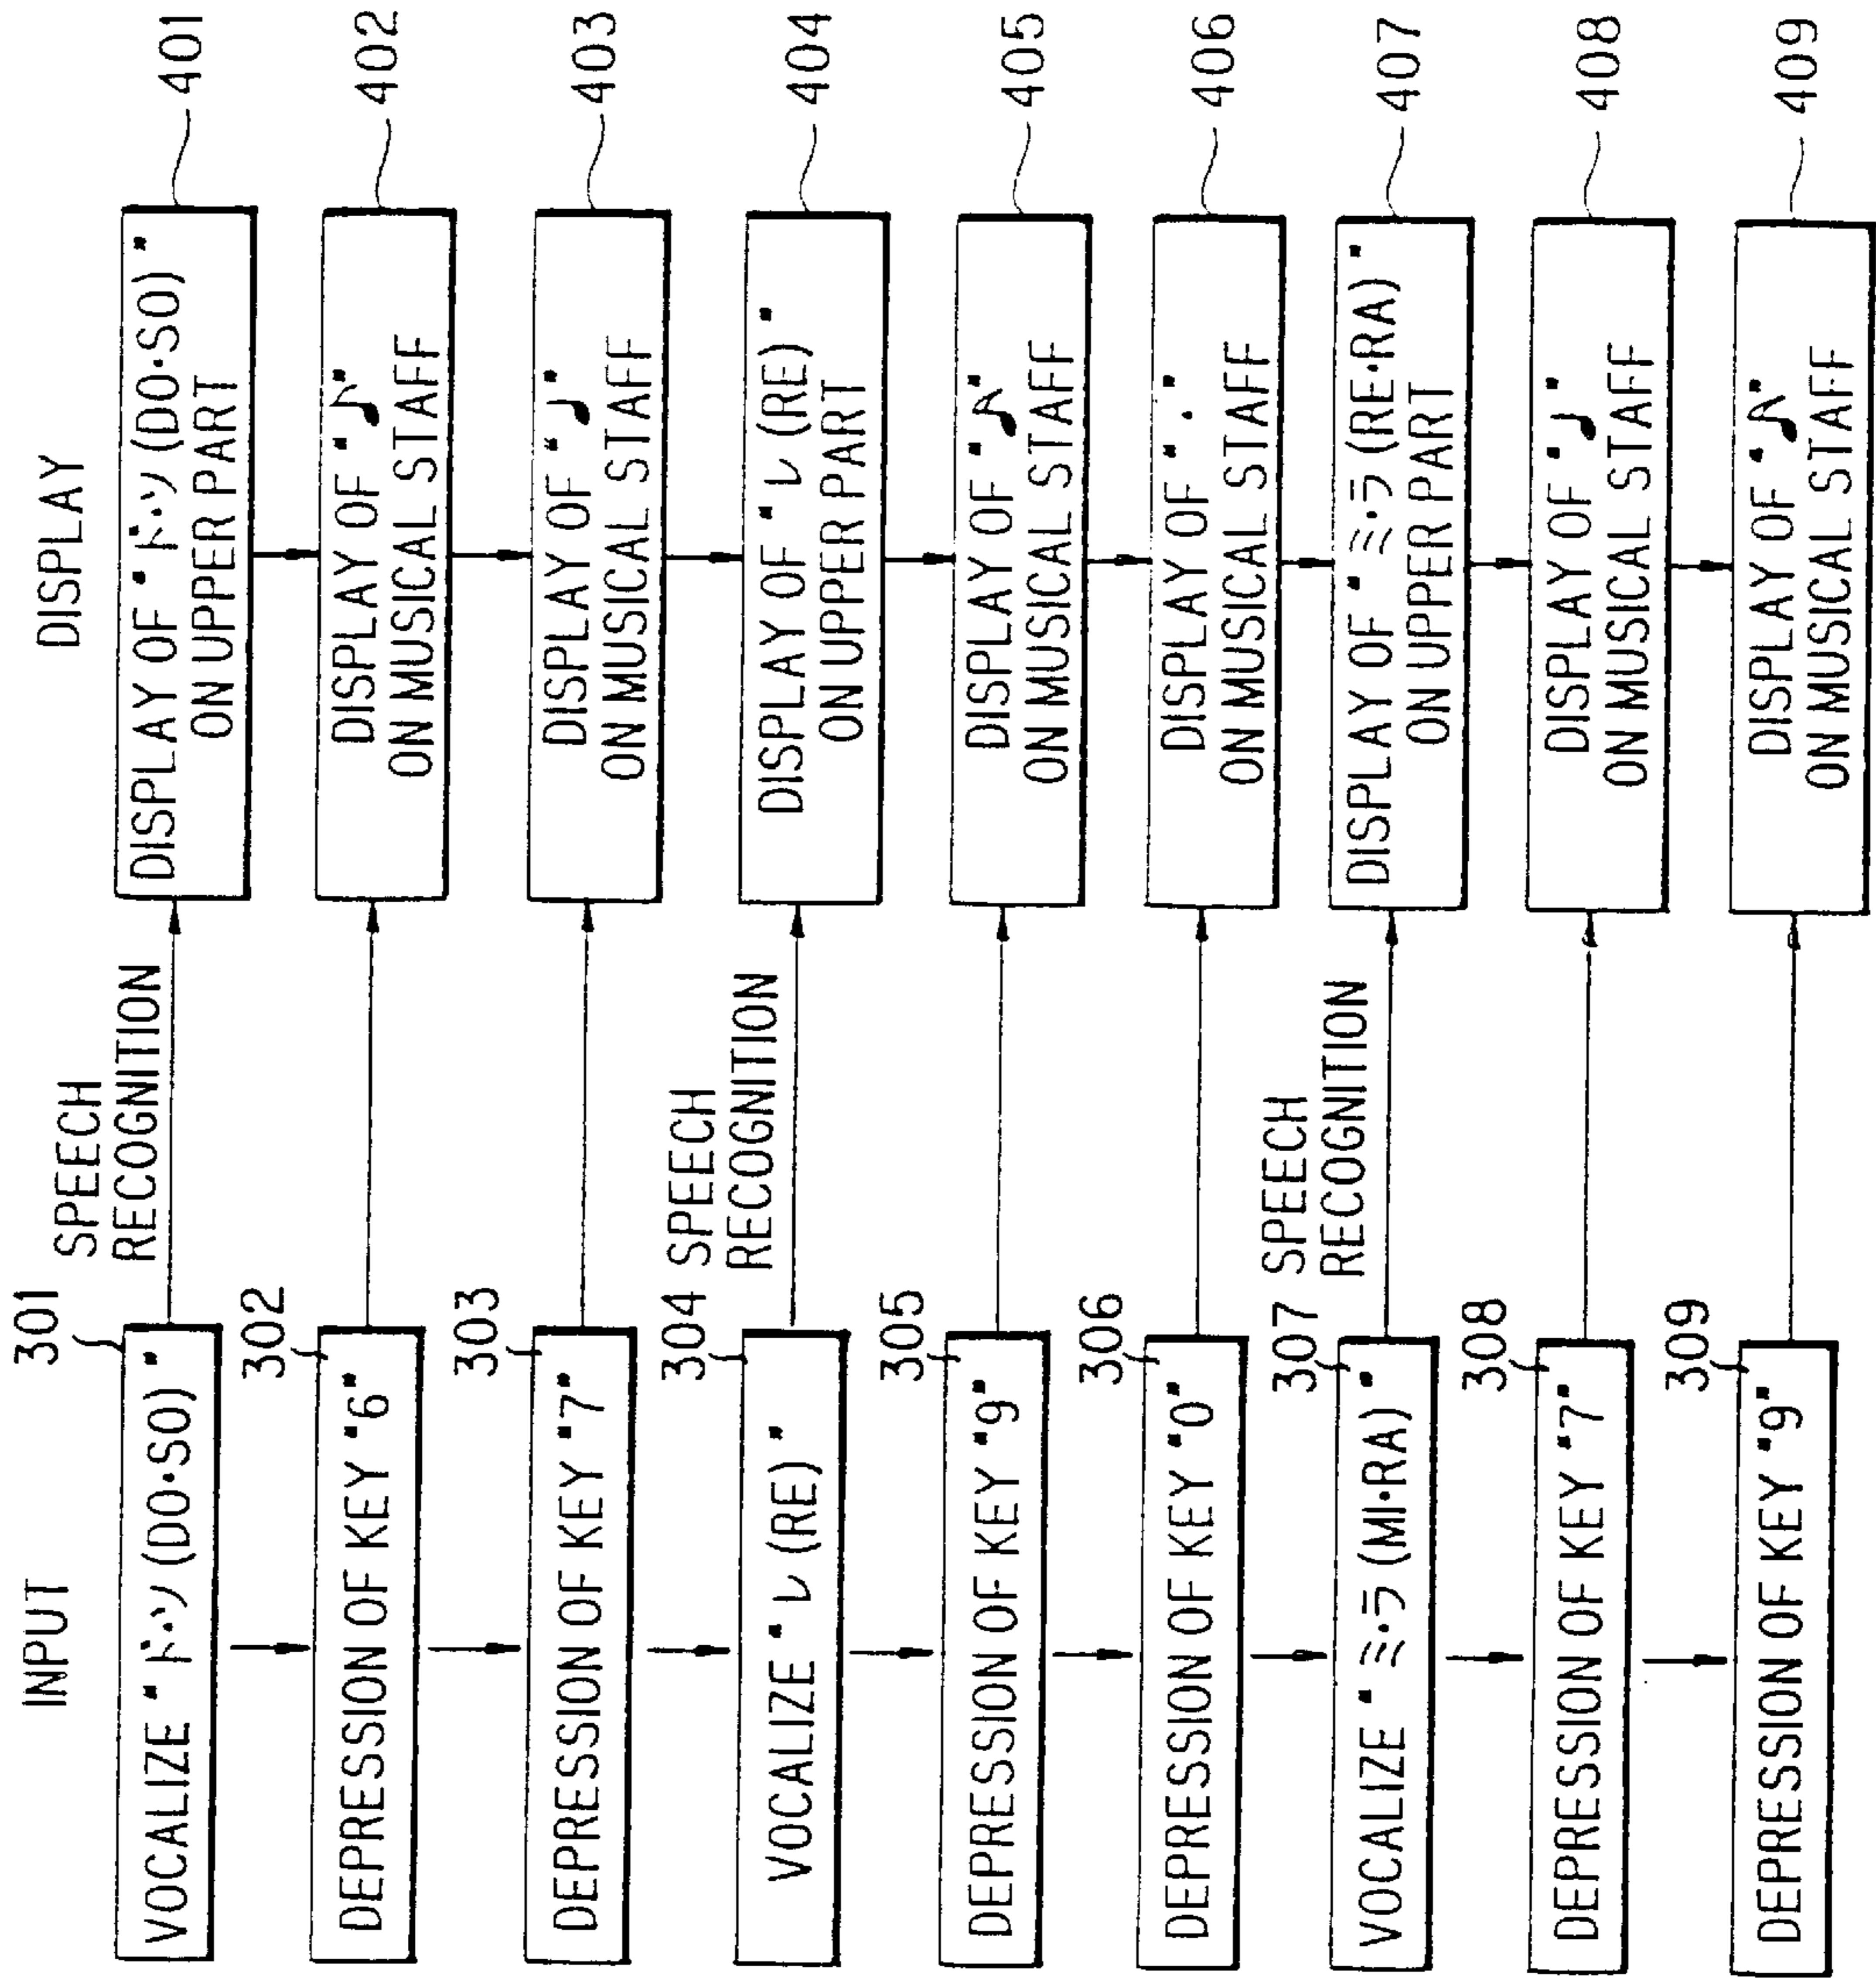 INPUT
DISPLAY
301
VOCALIZE "ド・ソ (DO·SO)"
SPEECH
RECOGNITION
DISPLAY OF "ド・ソ (DO·SO)"
ON UPPER PART
401
302
DEPRESSION OF KEY "6"
DISPLAY OF "♪"
ON MUSICAL STAFF
402
303
DEPRESSION OF KEY "7"
DISPLAY OF "♩"
ON MUSICAL STAFF
403
304
VOCALIZE "レ (RE)"
SPEECH
RECOGNITION
DISPLAY OF "レ (RE)"
ON UPPER PART
404
305
DEPRESSION OF KEY "9"
DISPLAY OF "
ON MUSICAL STAFF
405
306
DEPRESSION OF KEY "0"
DISPLAY OF "."
ON MUSICAL STAFF
406
307
VOCALIZE "ミ・ラ (MI·RA)"
SPEECH
RECOGNITION
DISPLAY OF "ミ・ラ (RE·RA)"
ON UPPER PART
407
308
DEPRESSION OF KEY "7"
DISPLAY OF "♩"
ON MUSICAL STAFF
408
309
DEPRESSION OF KEY "9"
DISPLAY OF "
ON MUSICAL STAFF
409